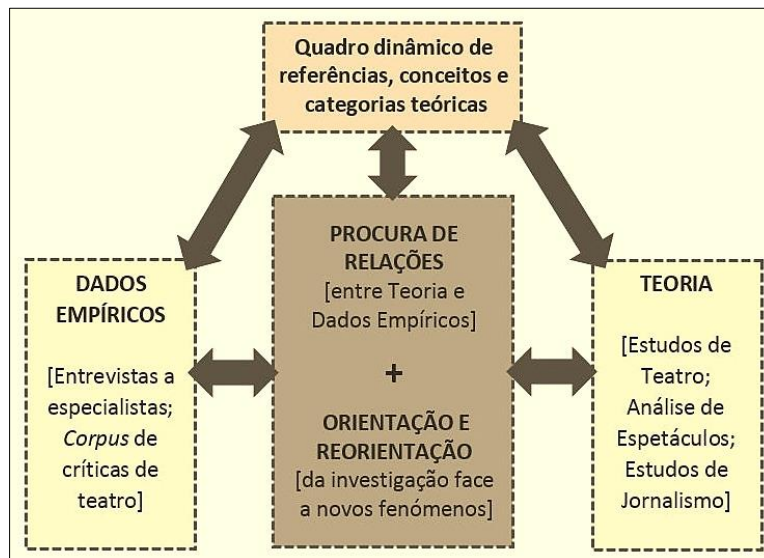 Quadro dinâmico de
referências, conceitos e
categorias teóricas
DADOS
EMPÍRICOS
[Entrevistas a
especialistas;
Corpus de
críticas de
teatro]
PROCURA DE
RELAÇÕES
[entre Teoria e
Dados Empíricos]
+
ORIENTAÇÃO E
REORIENTAÇÃO
[da investigação face
a novos fenómenos]
TEORIA
[Estudos de
Teatro;
Análise de
Espetáculos;
Estudos de
Jornalismo]